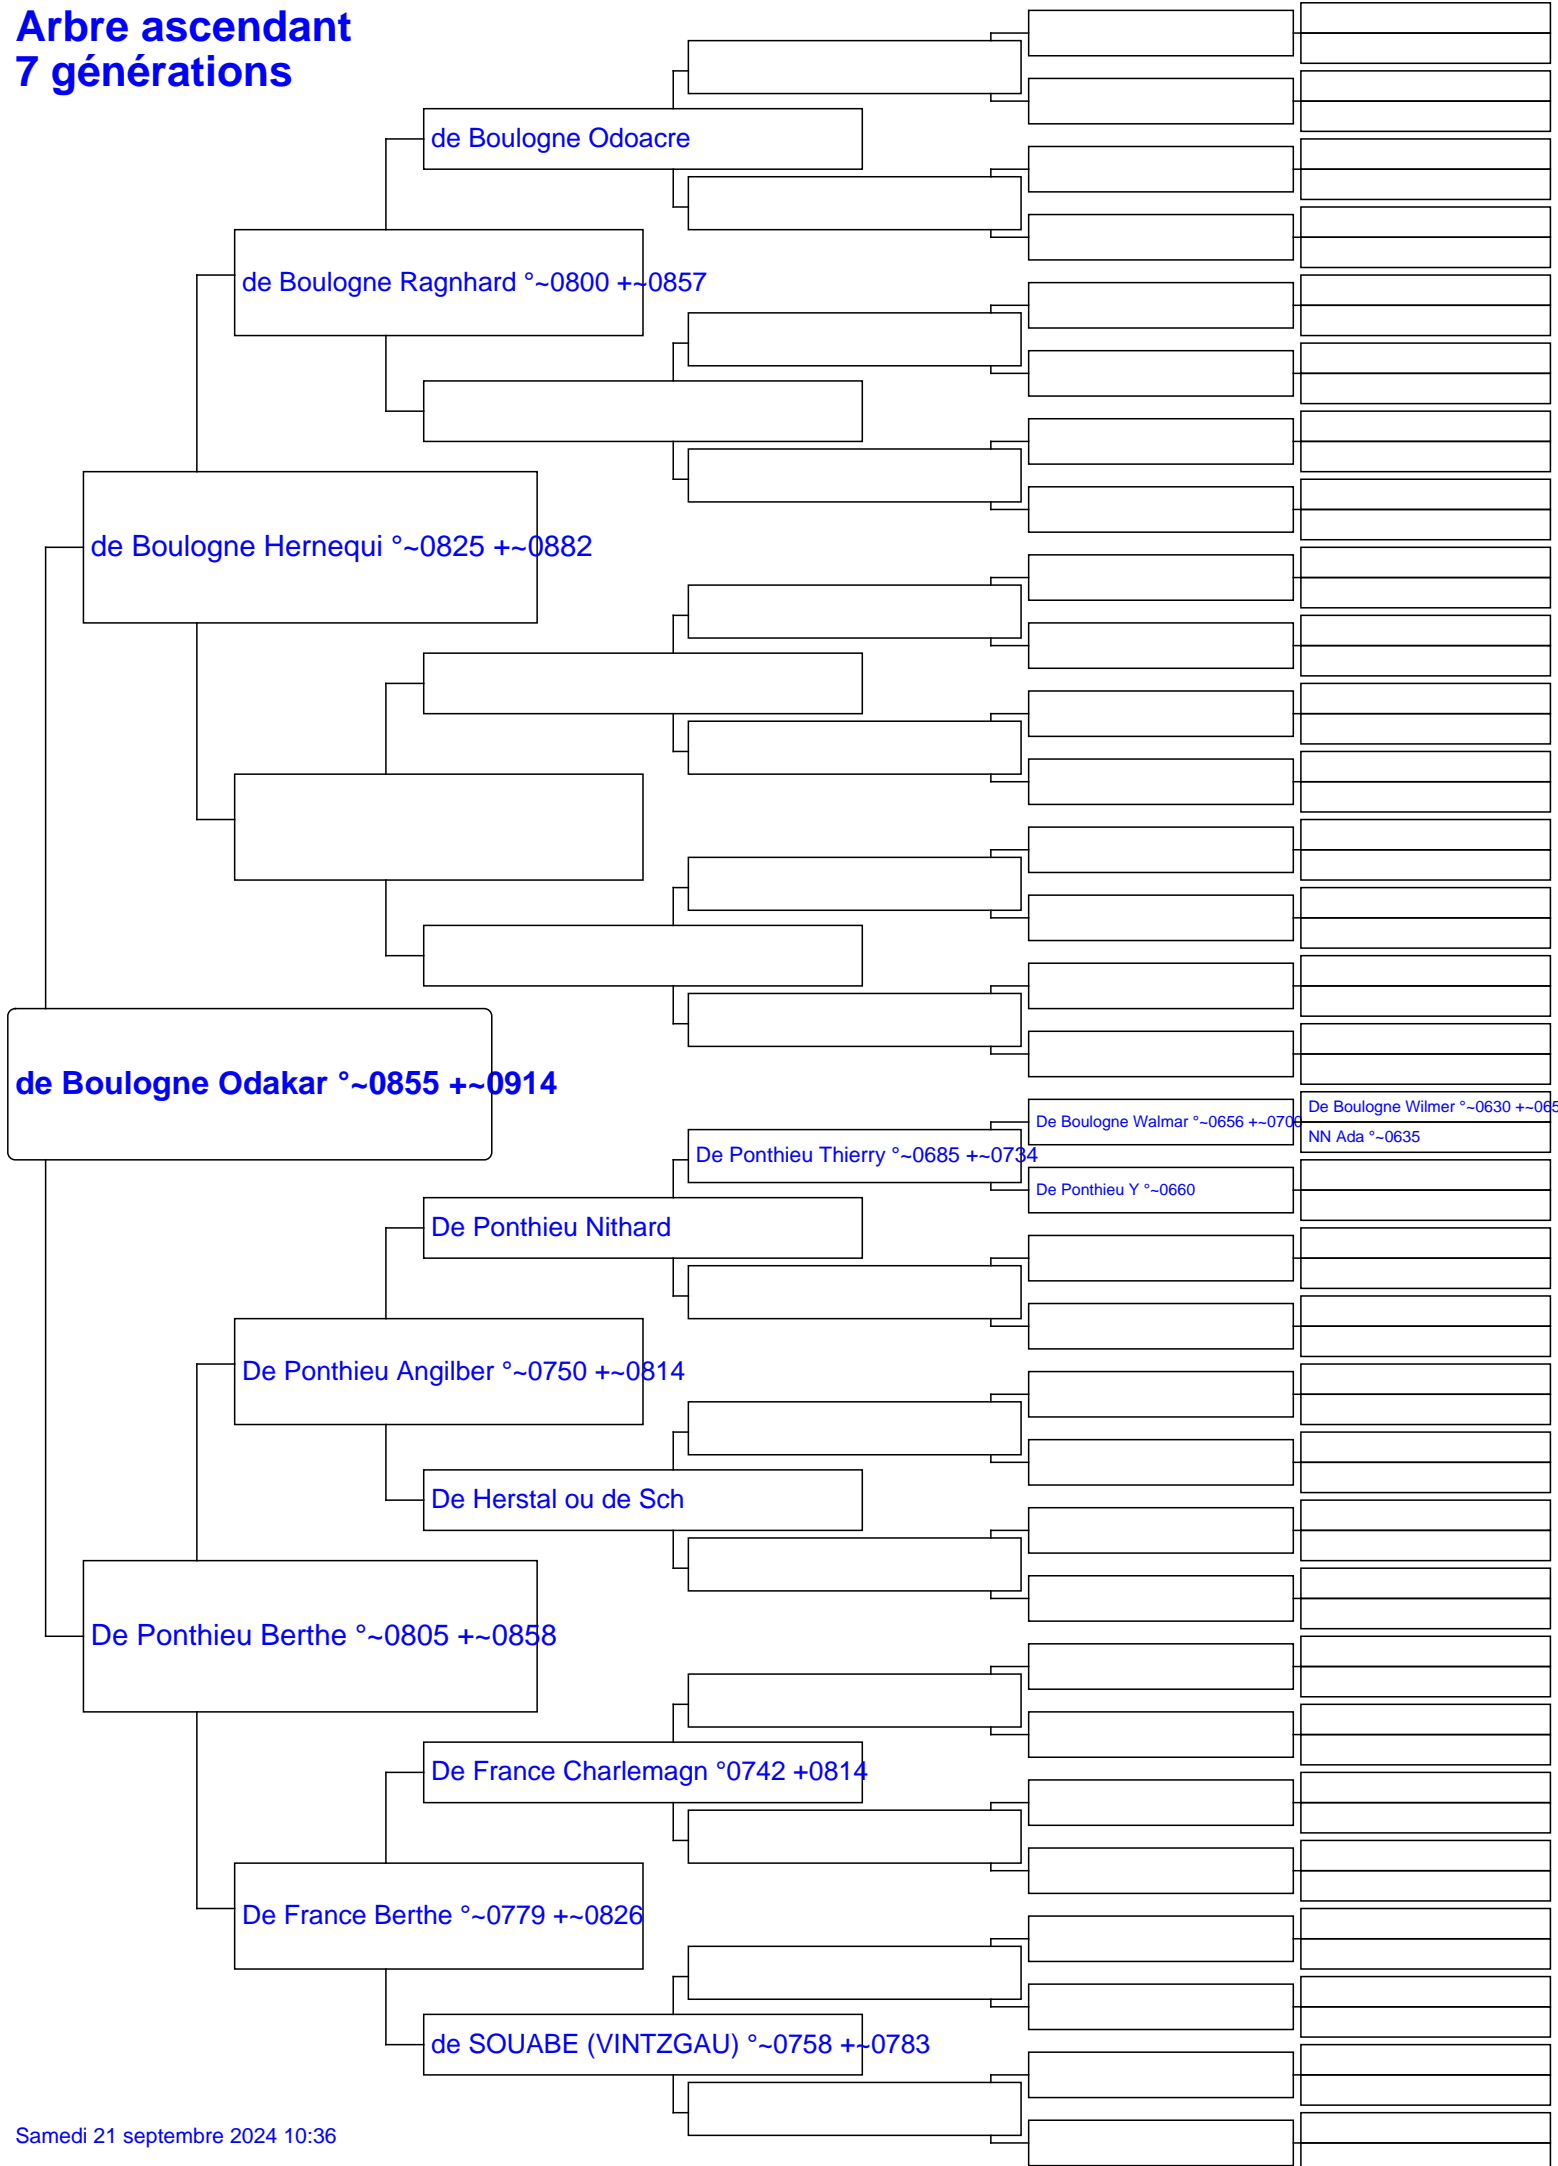 Arbre ascendant
7 générations
de Boulogne Odoacre
de Boulogne Ragnhard °~0800 +~0857
de Boulogne Hernequi °~0825 +~0882
de Boulogne Odakar °~0855 +~0914
De Boulogne Wilmer °~0630 +~065
De Boulogne Walmar °~0656 +~0700
NN Ada °~0635
De Ponthieu Thierry °~0685 +~0734
De Ponthieu Y °~0660
De Ponthieu Nithard
De Ponthieu Angilber °~0750 +~0814
De Herstal ou de Sch
De Ponthieu Berthe °~0805 +~0858
De France Charlemagn °0742 +0814
De France Berthe °~0779 +~0826
de SOUABE (VINTZGAU) °~0758 +~0783
Samedi 21 septembre 2024 10:36